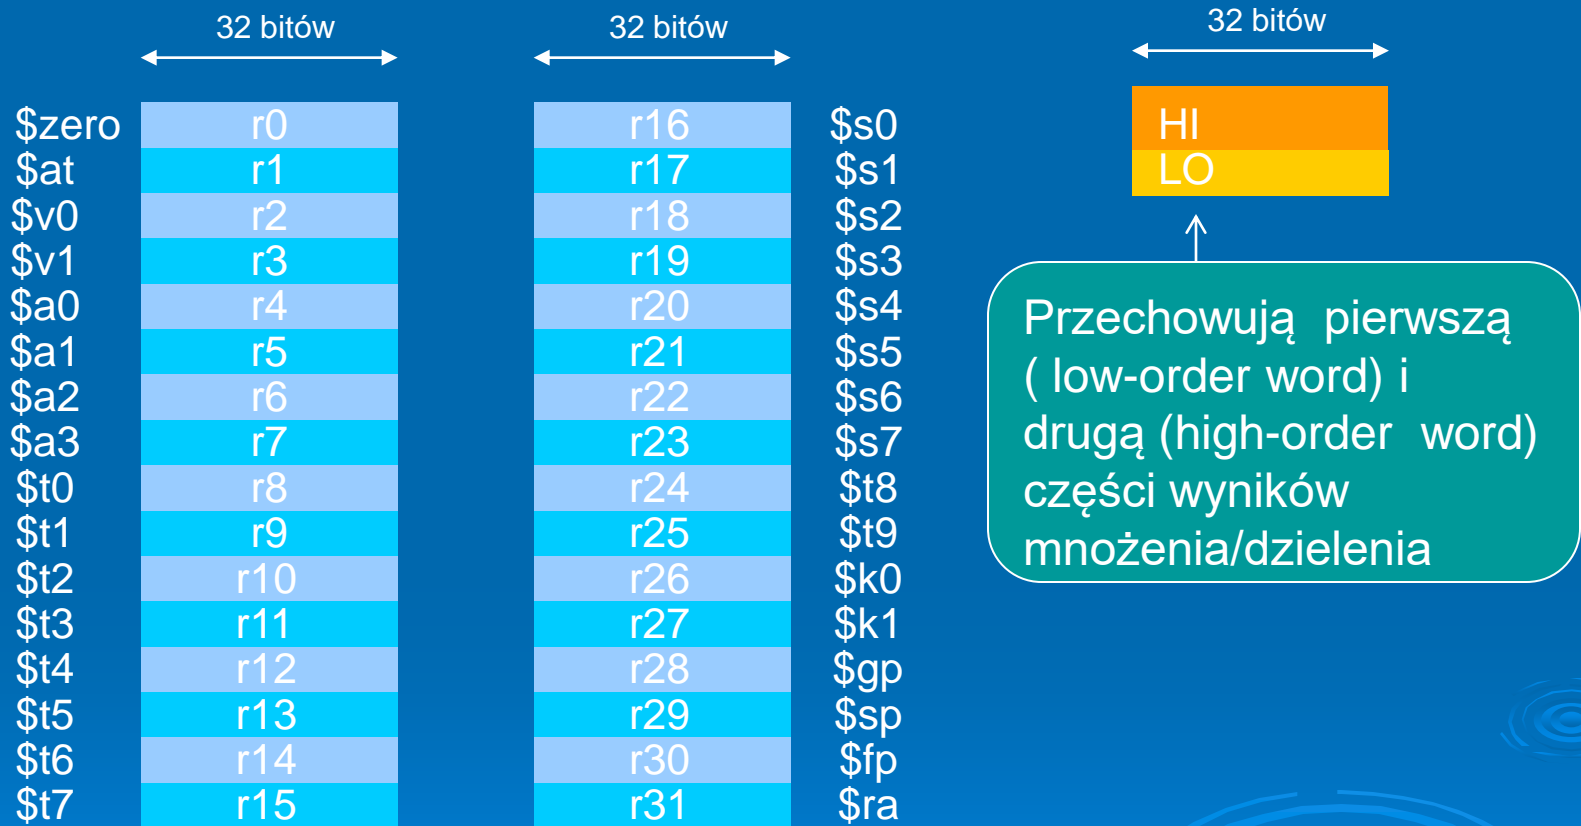 32 bitów 32 bitów 32 bitów
$zero r0 r16 $s0 HI
$at r1 r17 $s1 LO
$v0 r2 r18 $s2
$v1 r3 r19 $s3
$a0 r4 r20 $s4
$a1 r5 r21 $s5
$a2 r6 r22 $s6
$a3 r7 r23 $s7
$t0 r8 r24 $t8
$t1 r9 r25 $t9
$t2 r10 r26 $k0
$t3 r11 r27 $k1
$t4 r12 r28 $gp
$t5 r13 r29 $sp
$t6 r14 r30 $fp
$t7 r15 r31 $ra
Przechowują pierwszą
( low-order word) i
drugą (high-order word)
części wyników
mnożenia/dzielenia